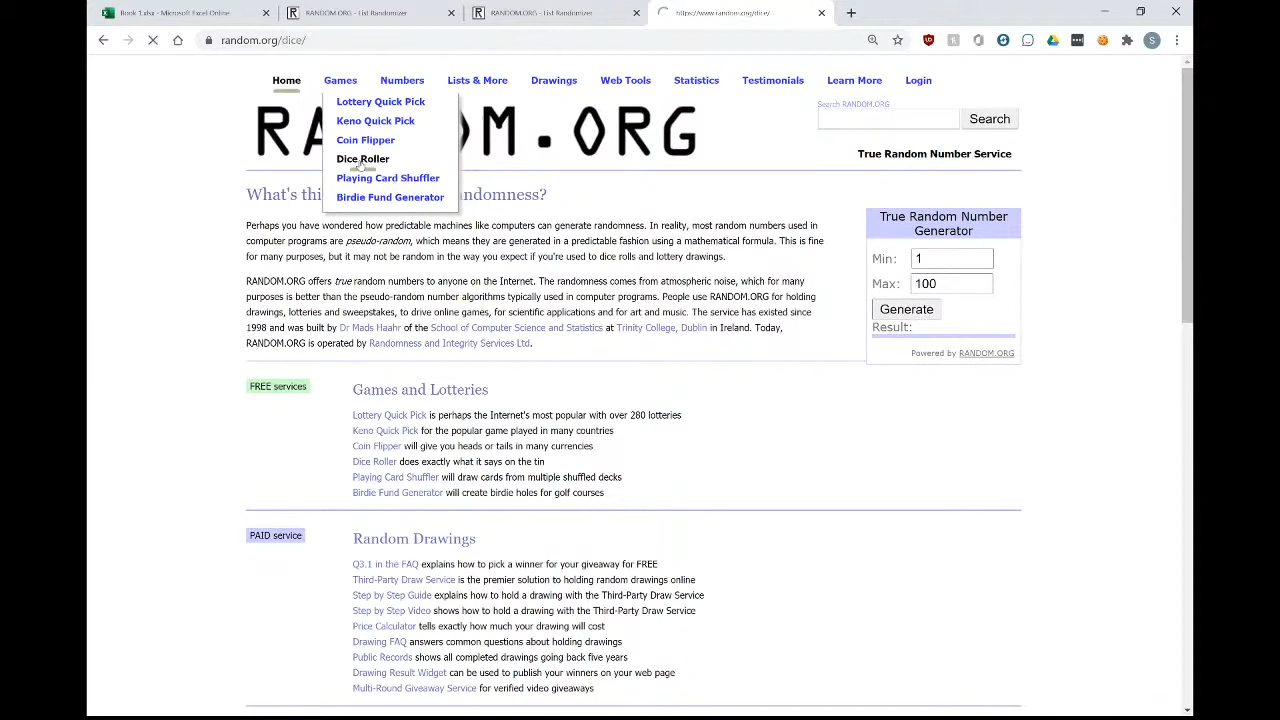 Book 1.xlsx - Microsoft Excel Online
RANDOM.ORG - List Randomizer
RANDOM.ORG - List Randomizer
https://www.random.org/dice/
random.org/dice/
Home Games Numbers Lists & More Drawings Web Tools Statistics Testimonials Learn More Login
Lottery Quick Pick
Keno Quick Pick
Coin Flipper
Dice Roller
Playing Card Shuffler
Birdie Fund Generator
Search RANDOM.ORG
Search
True Random Number Service
What's thi
ndomness?
Perhaps you have wondered how predictable machines like computers can generate randomness. In reality, most random numbers used in
computer programs are pseudo-random, which means they are generated in a predictable fashion using a mathematical formula. This is fine
for many purposes, but it may not be random in the way you expect if you're used to dice rolls and lottery drawings.
RANDOM.ORG offers true random numbers to anyone on the Internet. The randomness comes from atmospheric noise, which for many
purposes is better than the pseudo-random number algorithms typically used in computer programs. People use RANDOM.ORG for holding
drawings, lotteries and sweepstakes, to drive online games, for scientific applications and for art and music. The service has existed since
1998 and was built by Dr Mads Haahr of the School of Computer Science and Statistics at Trinity College, Dublin in Ireland. Today,
RANDOM.ORG is operated by Randomness and Integrity Services Ltd.
True Random Number
Generator
Min: 1
Max: 100
Generate
Result:
Powered by RANDOM.ORG
FREE services
Games and Lotteries
Lottery Quick Pick is perhaps the Internet's most popular with over 280 lotteries
Keno Quick Pick for the popular game played in many countries
Coin Flipper will give you heads or tails in many currencies
Dice Roller does exactly what it says on the tin
Playing Card Shuffler will draw cards from multiple shuffled decks
Birdie Fund Generator will create birdie holes for golf courses
PAID service
Random Drawings
Q3.1 in the FAQ explains how to pick a winner for your giveaway for FREE
Third-Party Draw Service is the premier solution to holding random drawings online
Step by Step Guide explains how to hold a drawing with the Third-Party Draw Service
Step by Step Video shows how to hold a drawing with the Third-Party Draw Service
Price Calculator tells exactly how much your drawing will cost
Drawing FAQ answers common questions about holding drawings
Public Records shows all completed drawings going back five years
Drawing Result Widget can be used to publish your winners on your web page
Multi-Round Giveaway Service for verified video giveaways